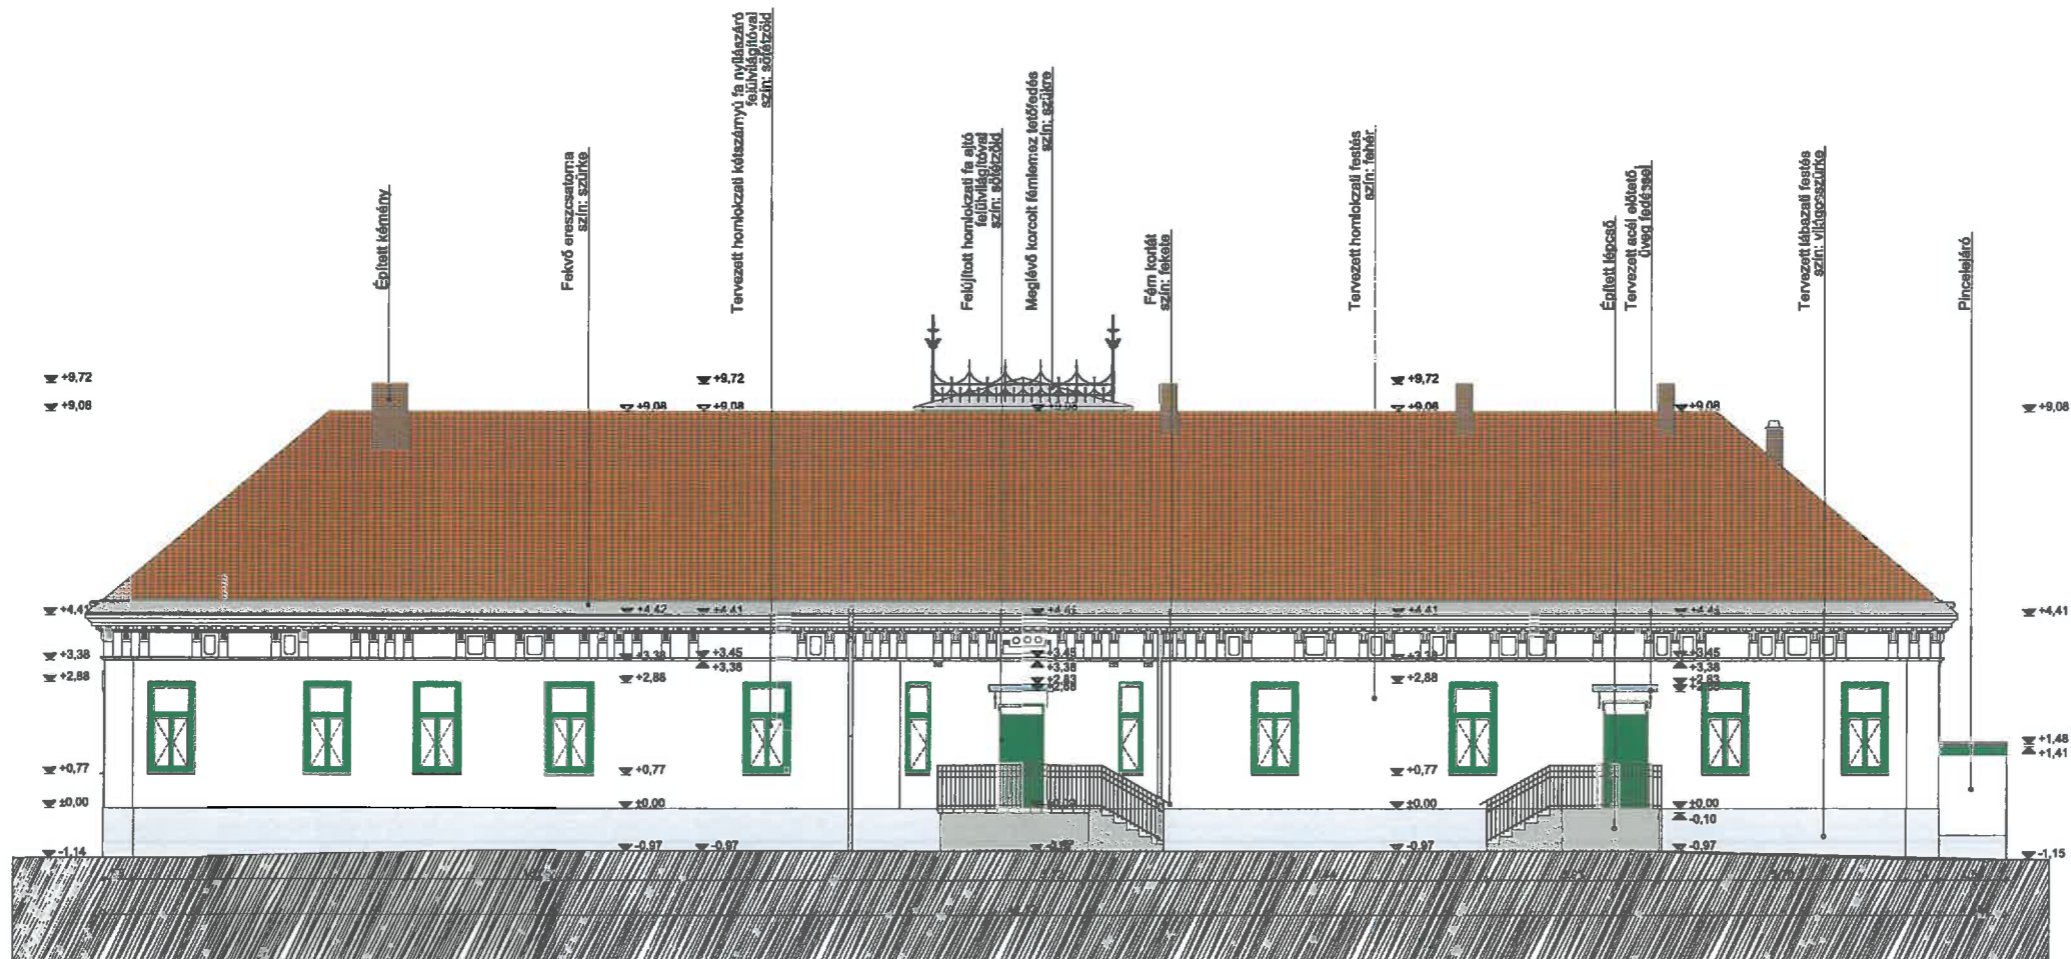 Épített kémény
Fekvő ereszcsatorna
szín: szürke
Tervezett homlokzati kétszárnyú fa nyílászáró
felülvilágítóval
szín: sötétzöld
Felújított homlokzati fa ajtó
felülvilágítóval
szín: sötétzöld
Meglévő korcolt fémlemez tetőfedés
szín: szükre
Fém korlát
szín: fekete
Tervezett homlokzati festés
szín: fehér
Épített lépcső
Tervezett acél előtető,
üveg fedéssel
Tervezett lábazati festés
szín: világosszürke
Pincelejáró
+9,72
+9,72
+9,72
+9,08
+9,08
+9,08
+9,08
+9,08
+9,08
+9,08
+4,41
+4,42
+4,41
+4,41
+4,41
+4,41
+4,41
+3,38
+3,38
+3,45
+3,38
+3,45
+3,38
+2,83
+2,68
+3,38
+3,45
+3,38
+2,83
+2,88
+2,88
+2,88
+1,48
+1,41
+0,77
+0,77
+0,77
±0,00
±0,00
±0,00
±0,00
-0,10
-1,14
-0,97
-0,97
-0,97
-0,97
-1,15